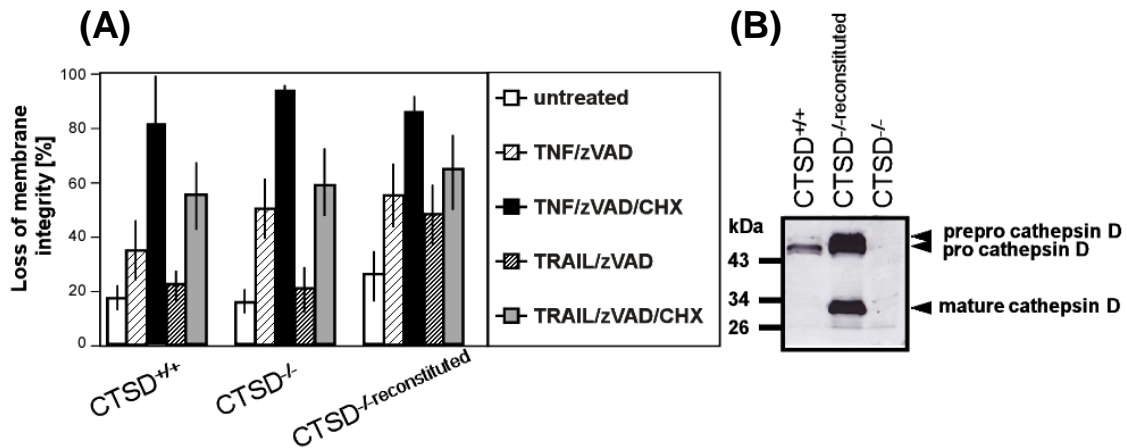 (A)
Loss of membrane
integrity [%]
100
80
60
40
20
0
CTSD+/+
CTSD-/-
CTSD-/-reconstituted
untreated
TNF/zVAD
TNF/zVAD/CHX
TRAIL/zVAD
TRAIL/zVAD/CHX
(B)
CTSD+/+
CTSD-/-reconstituted
CTSD-/-
kDa
43
34
26
prepro cathepsin D
pro cathepsin D
mature cathepsin D